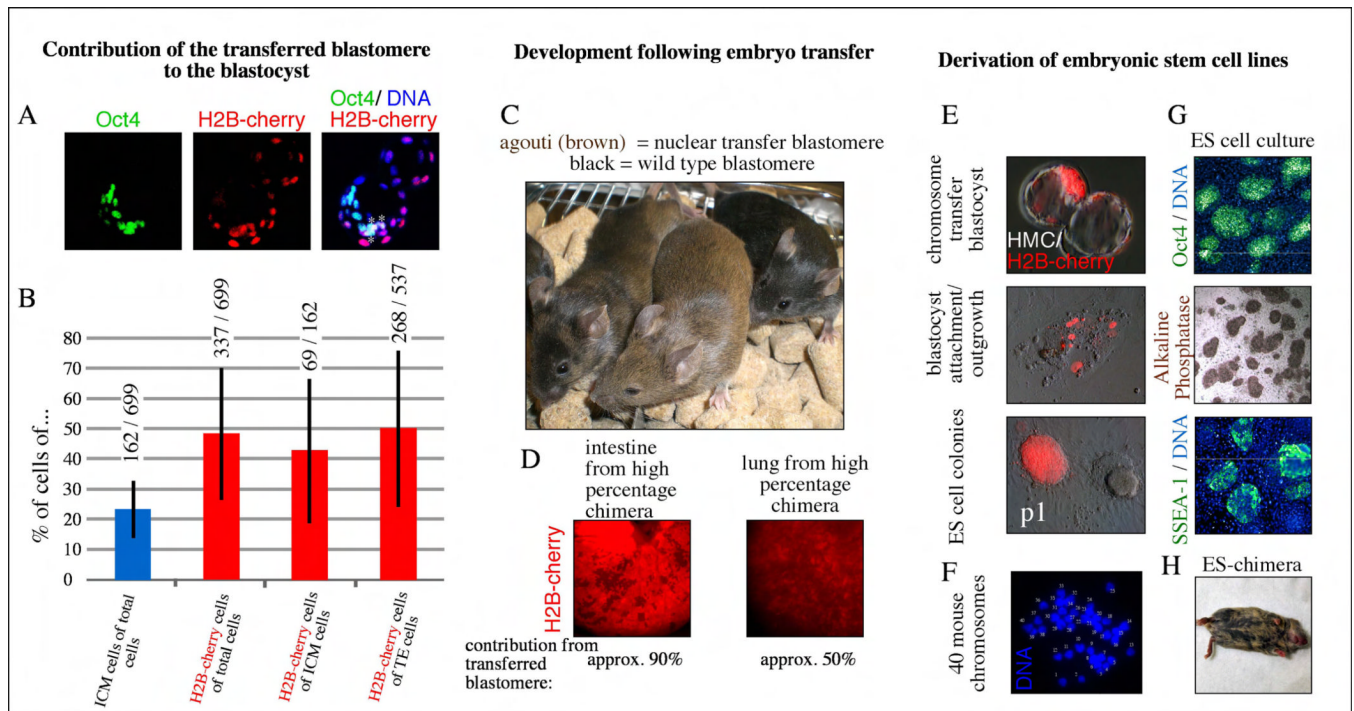 Contribution of the transferred blastomere
to the blastocyst
A
Oct4
H2B-cherry
Oct4/ DNA
H2B-cherry
* *
*
*
B
% of cells of...
80
70
60
50
40
30
20
10
0
162 / 699
337 / 699
69 / 162
268 / 537
ICM cells of total
cells
H2B-cherry cells
of total cells
H2B-cherry cells
of ICM cells
H2B-cherry cells
of TE cells
Development following embryo transfer
C
agouti (brown) = nuclear transfer blastomere
black = wild type blastomere
D
intestine
from high
percentage
chimera
lung from high
percentage
chimera
H2B-cherry
contribution from
transferred
blastomere:
approx. 90%
approx. 50%
Derivation of embryonic stem cell lines
E
chromosome
transfer
blastocyst
HMC/
H2B-cherry
blastocyst
attachment/
outgrowth
ES cell colonies
p1
F
40 mouse
chromosomes
DNA
G
ES cell culture
Oct4 / DNA
Alkaline
Phosphatase
SSEA-1 / DNA
H
ES-chimera